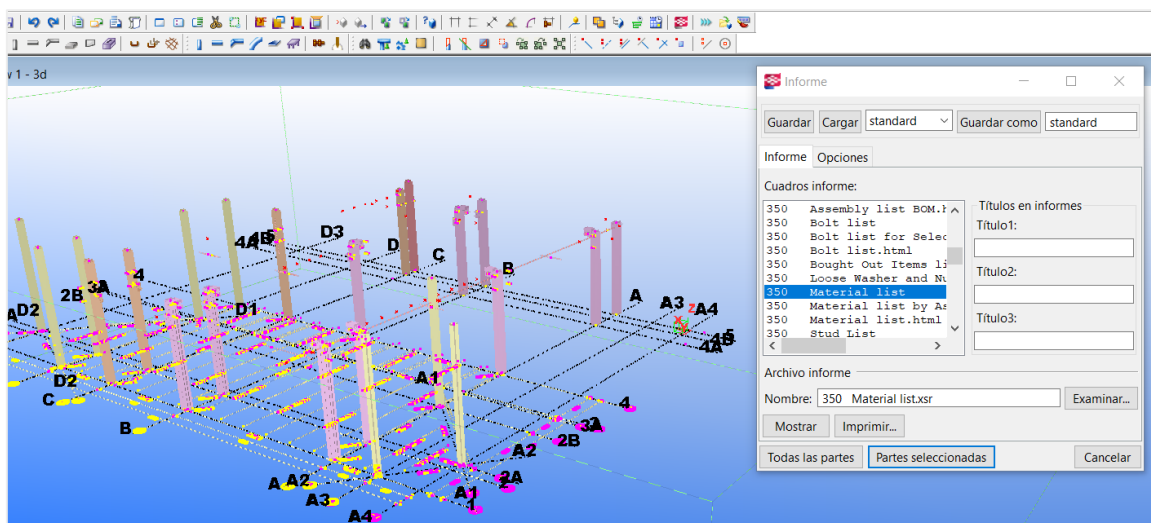 w 1 - 3d
Informe
Guardar Cargar standard Guardar como standard
Informe Opciones
Cuadros informe:
350 Assembly list BOM.h
350 Bolt list
350 Bolt list for Selec
350 Bolt list.html
350 Bought Out Items li
350 Loose Washer and Nu
350 Material list
350 Material list by As
350 Material list.html
350 Stud List
Títulos en informes
Título1:
Título2:
Título3:
Archivo informe
Nombre: 350 Material list.xsr Examinar...
Mostrar Imprimir...
Todas las partes Partes seleccionadas Cancelar
D3
4A 4B 5
D
C
B
4
3A
2B
D2
A
D1
A
A3
A4
Z
X
5
4B
4A
D2
C
B
A1
4
3A
2B
A2
2A
2
A1
1
A A2
A3
A4